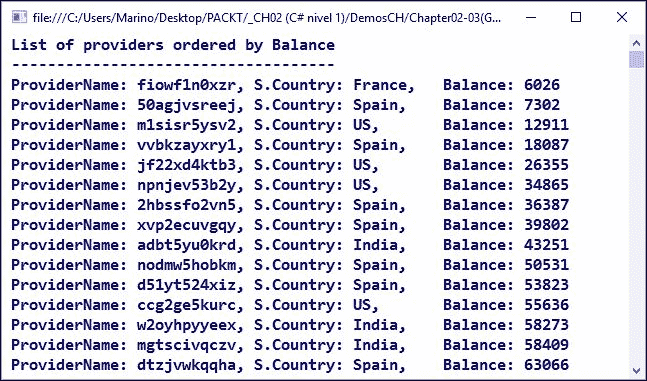 file:///C:/Users/Marino/Desktop/PACKT/_CH02 (C# nivel 1)/DemosCH/Chapter02-03(G...
List of providers ordered by Balance
------------------------------------
ProviderName: fiowf1n0xzr, S.Country: France,   Balance: 6026
ProviderName: 50agjvsreej, S.Country: Spain,    Balance: 7302
ProviderName: m1sisr5ysv2, S.Country: US,       Balance: 12911
ProviderName: vvbkzayxry1, S.Country: Spain,    Balance: 18087
ProviderName: jf22xd4ktb3, S.Country: US,       Balance: 26355
ProviderName: npnjev53b2y, S.Country: US,       Balance: 34865
ProviderName: 2hbssfo2vn5, S.Country: Spain,    Balance: 36387
ProviderName: xvp2ecuvgqy, S.Country: Spain,    Balance: 39802
ProviderName: adbt5yu0krd, S.Country: India,    Balance: 43251
ProviderName: nodmw5hobkm, S.Country: Spain,    Balance: 50531
ProviderName: d51yt524xiz, S.Country: Spain,    Balance: 53823
ProviderName: ccg2ge5kurc, S.Country: US,       Balance: 55636
ProviderName: w2oyhpyyeex, S.Country: India,    Balance: 58273
ProviderName: mgtscivqczv, S.Country: India,    Balance: 58409
ProviderName: dtzjvwkqqha, S.Country: Spain,    Balance: 63066